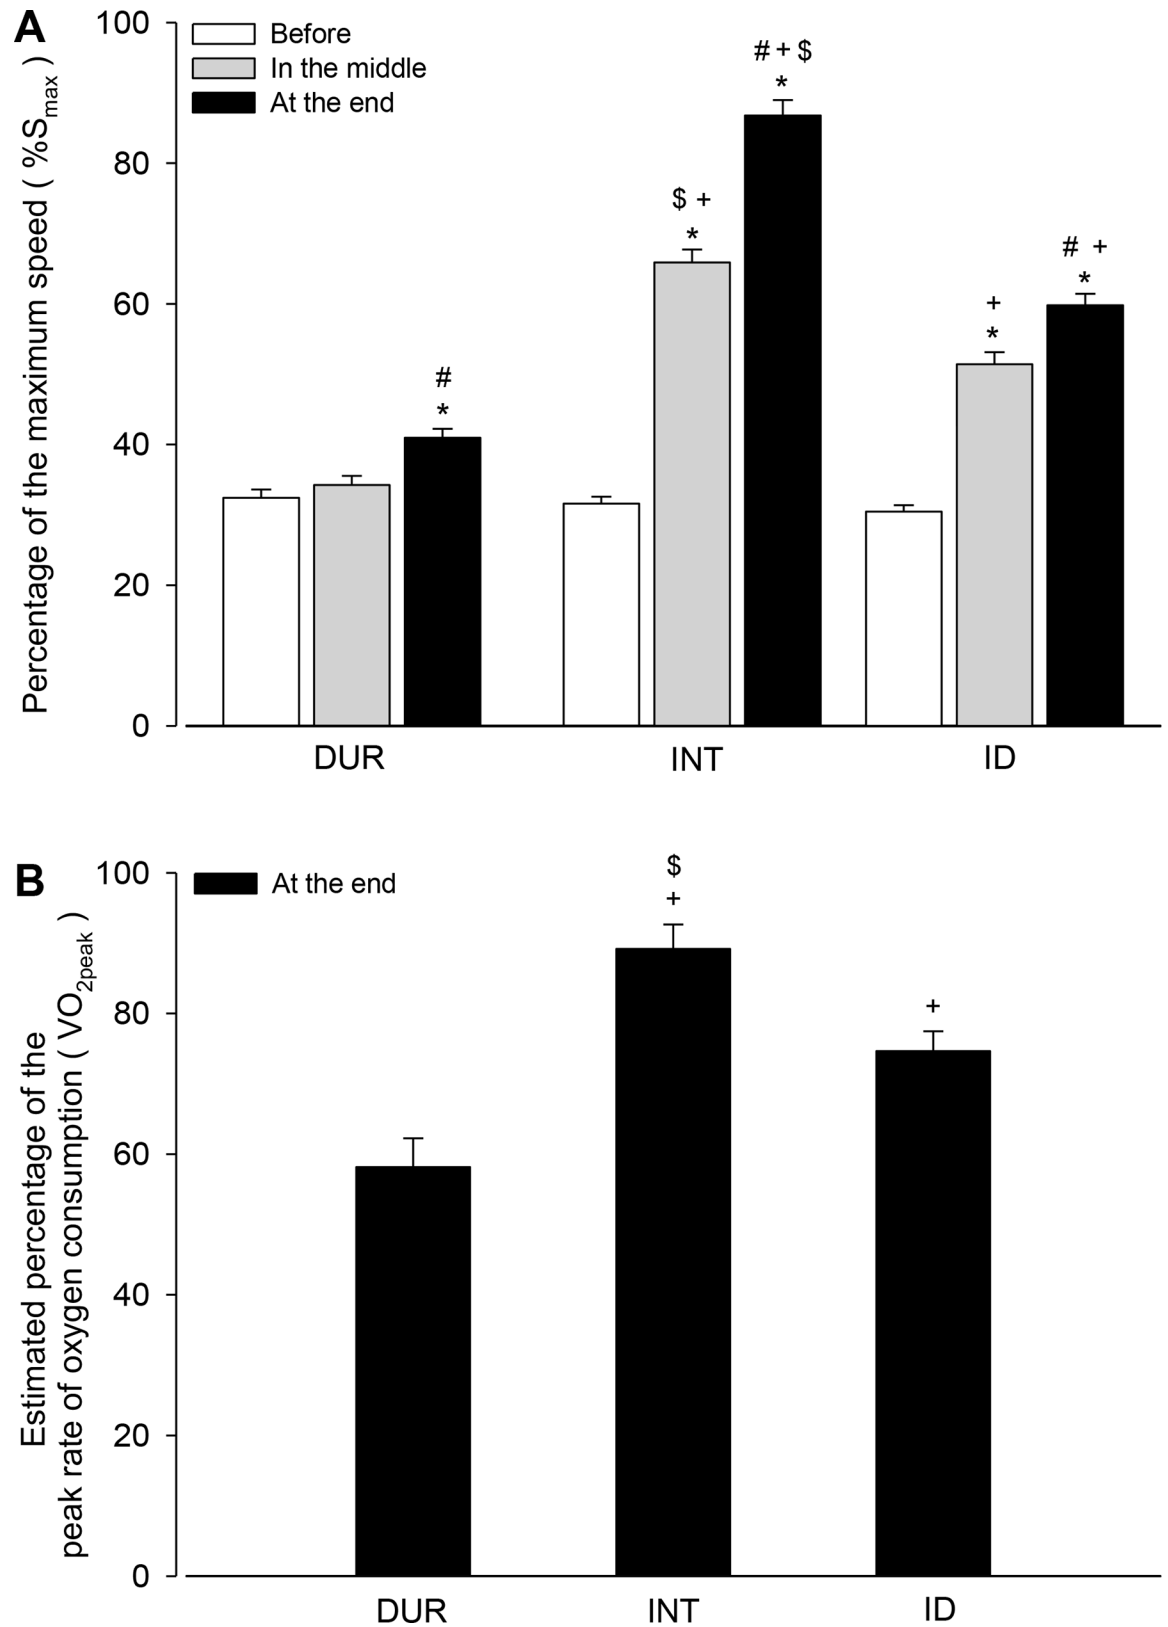 A
Percentage of the maximum speed ( %Smax )
100
80
60
40
20
0
Before
In the middle
At the end
#
*
$ +
*
# + $
*
+
*
# +
*
DUR
INT
ID
B
Estimated percentage of the
peak rate of oxygen consumption ( VO2peak )
100
80
60
40
20
0
At the end
$
+
+
DUR
INT
ID